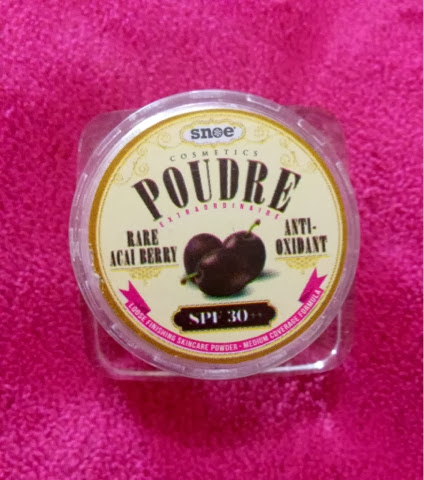 snoe
COSMETICS
POUDRE
EXTRAORDINAIRE
RARE
ACAI BERRY
ANTI-
OXIDANT
SPF 30++
LOOSE FINISHING SKINCARE POWDER - MEDIUM COVERAGE FORMULA